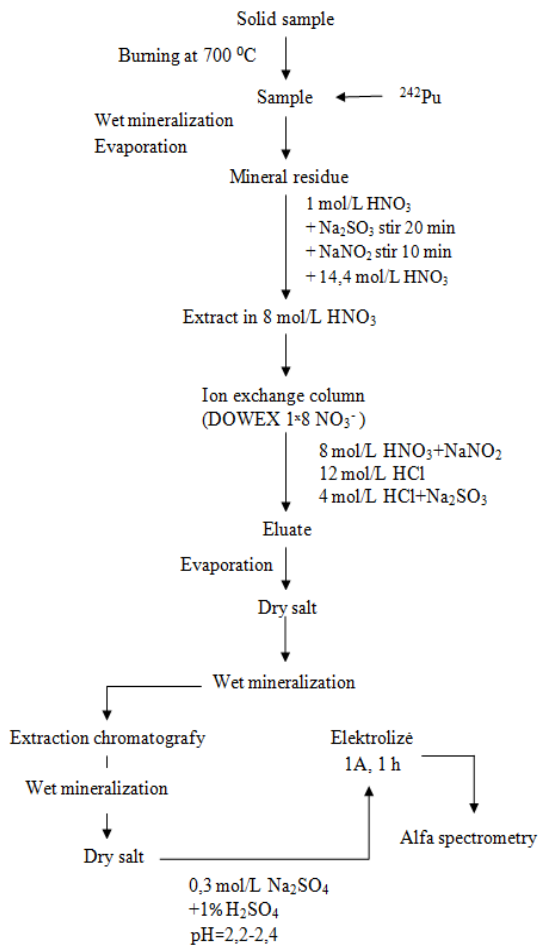 Solid sample
Burning at 700 ⁰C
Sample
²⁴²Pu
Wet mineralization
Evaporation
Mineral residue
1 mol/L HNO₃
+ Na₂SO₃ stir 20 min
+ NaNO₂ stir 10 min
+ 14,4 mol/L HNO₃
Extract in 8 mol/L HNO₃
Ion exchange column
(DOWEX 1ˣ8 NO₃⁻ )
8 mol/L HNO₃+NaNO₂
12 mol/L HCl
4 mol/L HCl+Na₂SO₃
Eluate
Evaporation
Dry salt
Wet mineralization
Extraction chromatografy
Wet mineralization
Dry salt
0,3 mol/L Na₂SO₄
+1% H₂SO₄
pH=2,2-2,4
Elektrolizė
1A, 1 h
Alfa spectrometry